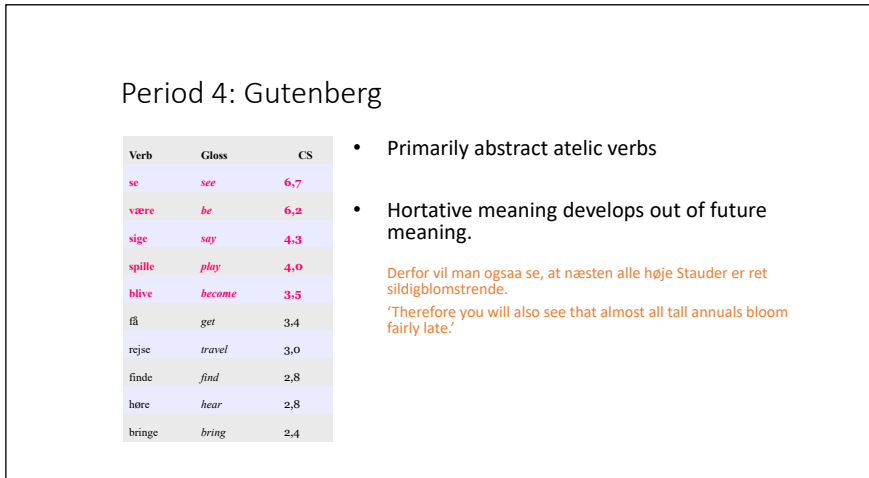 Period 4: Gutenberg
Verb Gloss CS
se see 6,7
være be 6,2
sige say 4,3
spille play 4,0
blive become 3,5
få get 3,4
rejse travel 3,0
finde find 2,8
høre hear 2,8
bringe bring 2,4
• Primarily abstract atelic verbs
• Hortative meaning develops out of future
meaning.
Derfor vil man ogsaa se, at næsten alle høje Stauder er ret
sildigblomstrende.
‘Therefore you will also see that almost all tall annuals bloom
fairly late.’